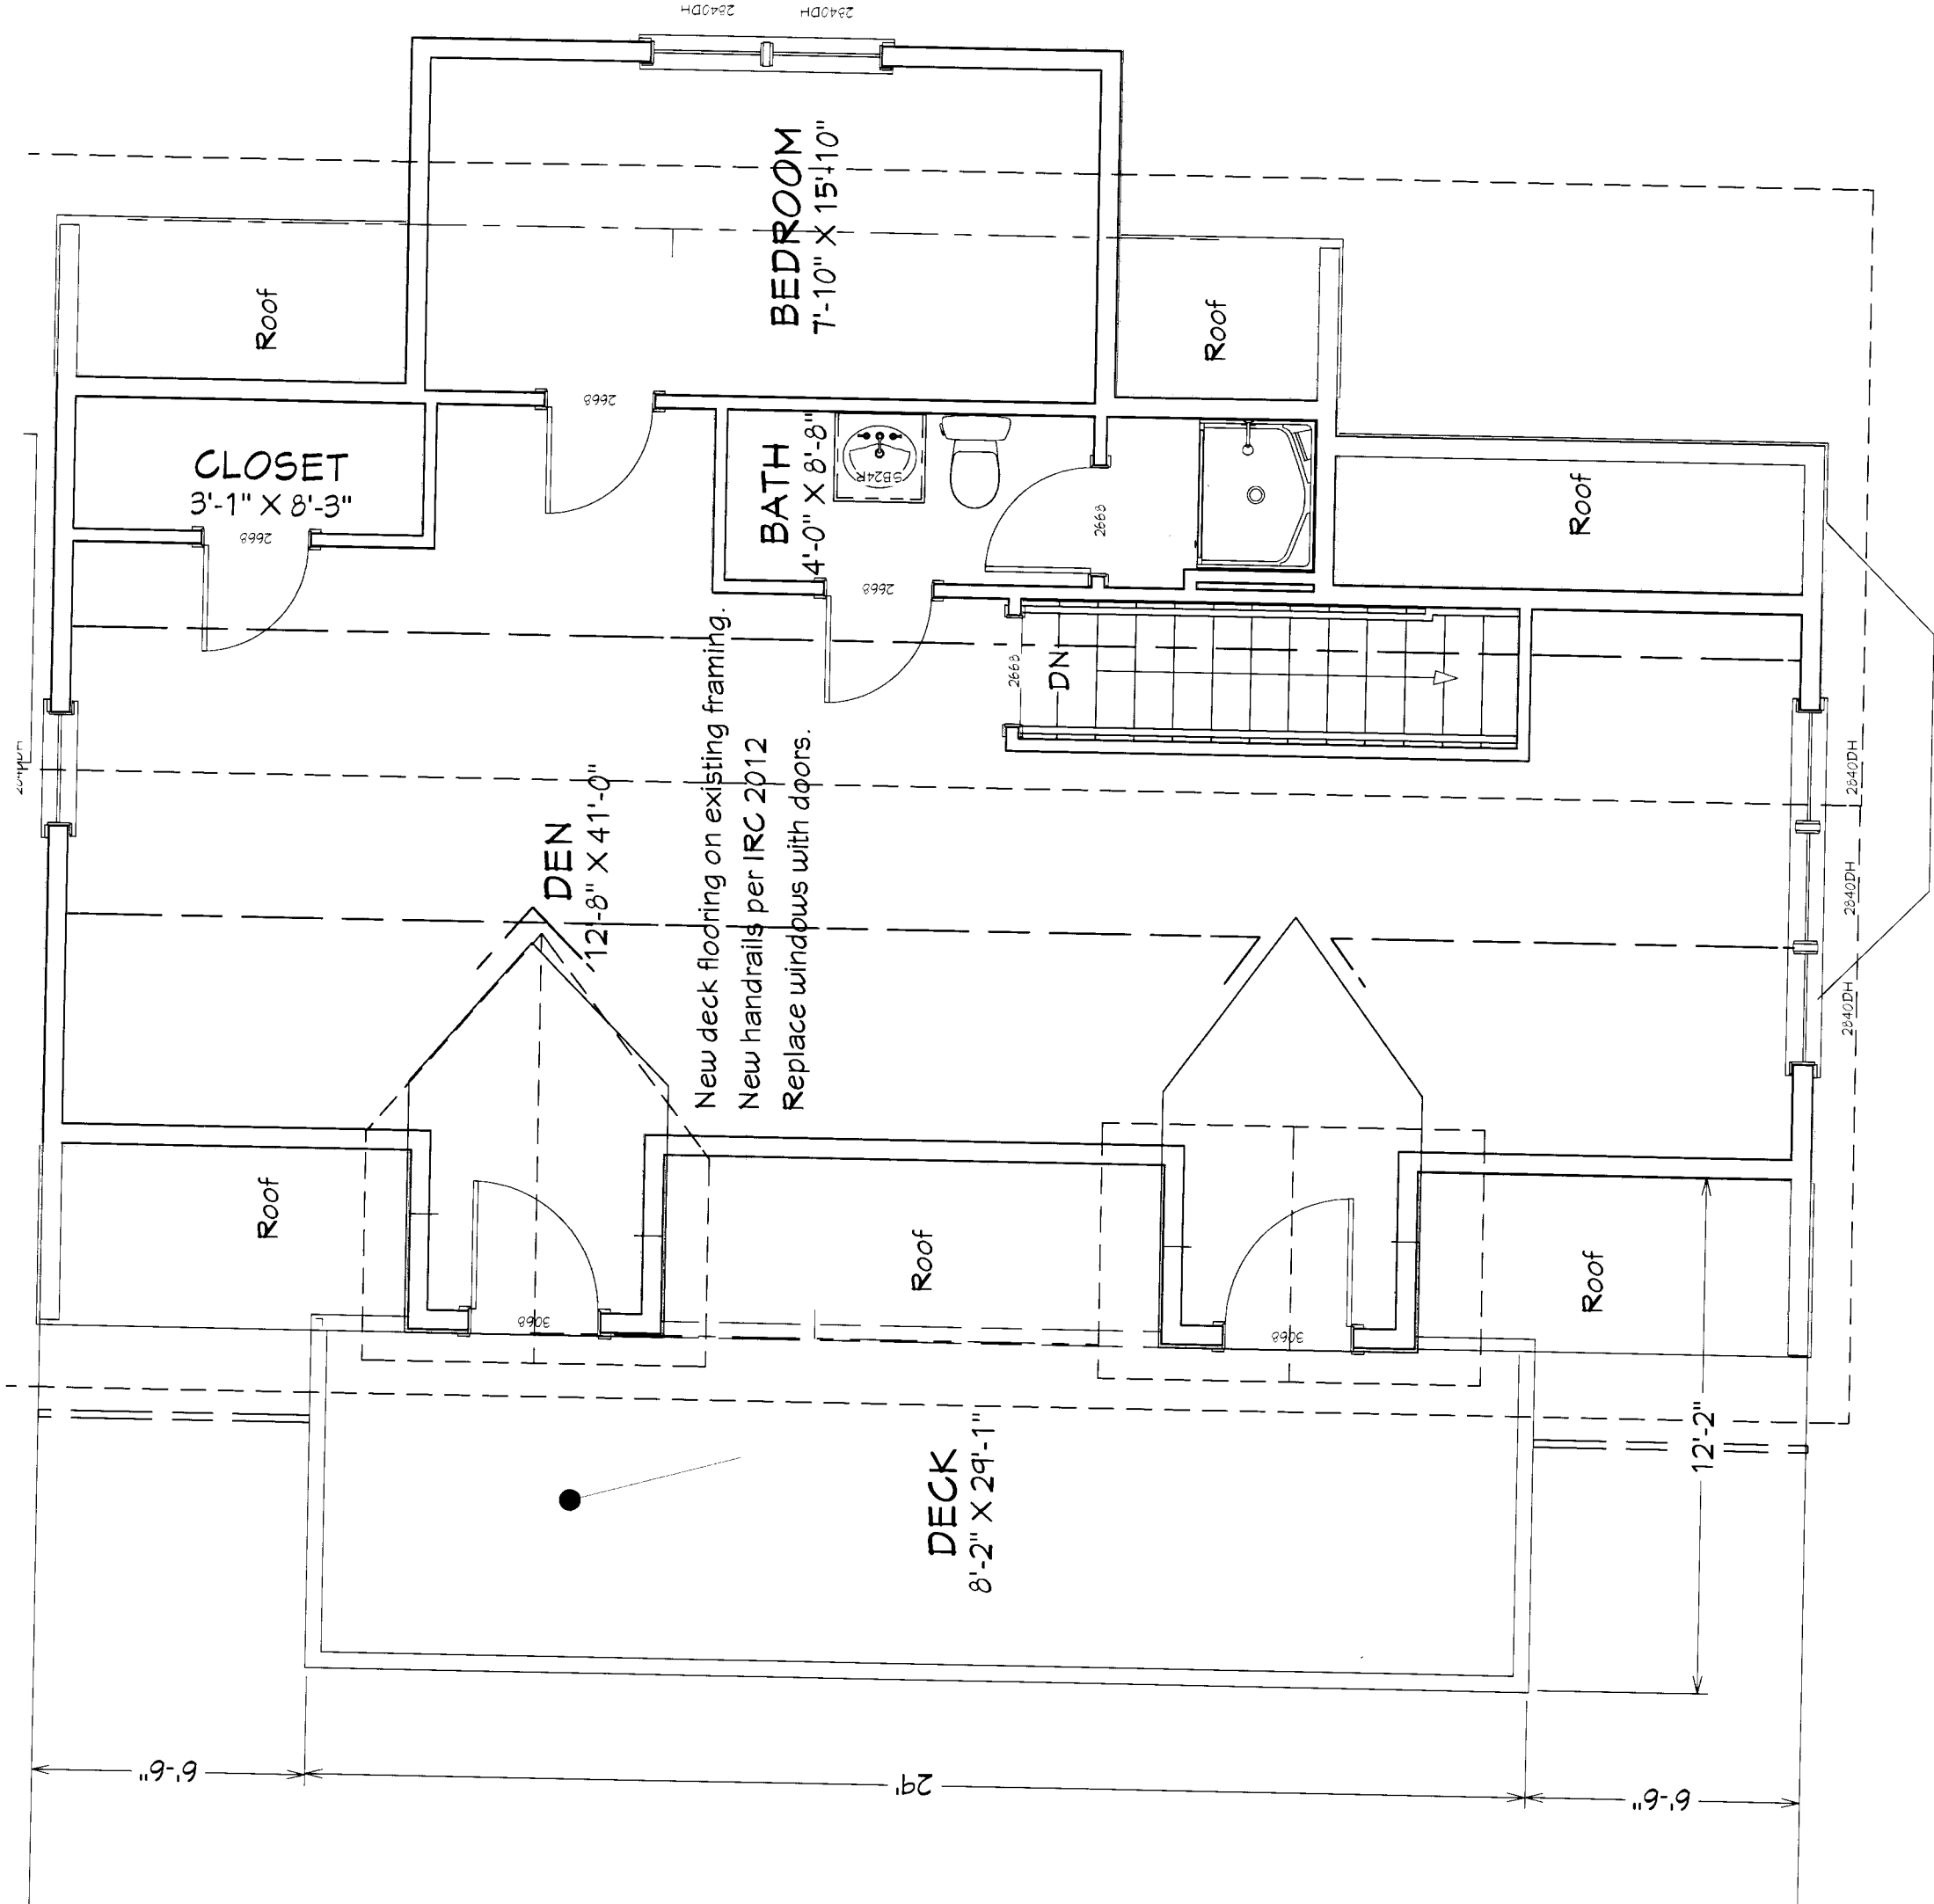 2840DH
2840DH
BEDROOM
7'-10" X 15'-10"
Roof
Roof
CLOSET
3'-1" X 8'-3"
2668
2668
BATH
4'-0" X 8'-8"
SB24R
2668
2668
Roof
2668
DN
DEN
12'-8" X 41'-0"
New deck flooring on existing framing.
New handrails per IRC 2012
Replace windows with doors.
2840DH
2840DH
2840DH
Roof
Roof
Roof
3068
3068
DECK
8'-2" X 29'-1"
12'-2"
6'-6"
29'
6'-6"